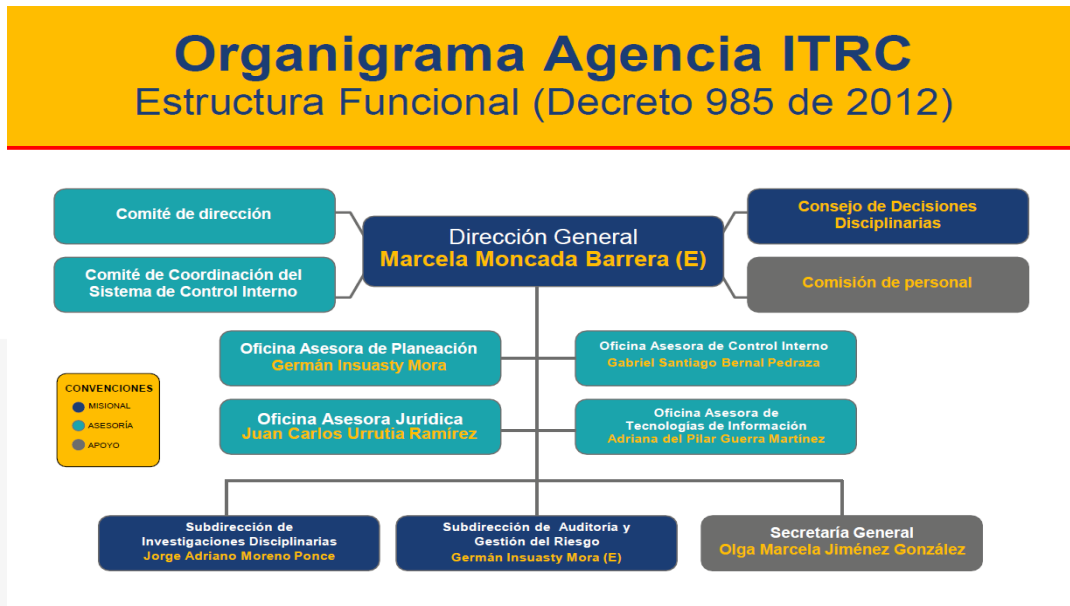 Organigrama Agencia ITRC
Estructura Funcional (Decreto 985 de 2012)
Comité de dirección
Comité de Coordinación del
Sistema de Control Interno
Dirección General
Marcela Moncada Barrera (E)
Consejo de Decisiones
Disciplinarias
Comisión de personal
Oficina Asesora de Planeación
Germán Insuasty Mora
Oficina Asesora de Control Interno
Gabriel Santiago Bernal Pedraza
Oficina Asesora Jurídica
Juan Carlos Urrutia Ramírez
Oficina Asesora de
Tecnologías de Información
Adriana del Pilar Guerra Martínez
CONVENCIONES
MISIONAL
ASESORÍA
APOYO
Subdirección de
Investigaciones Disciplinarias
Jorge Adriano Moreno Ponce
Subdirección de Auditoría y
Gestión del Riesgo
Germán Insuasty Mora (E)
Secretaría General
Olga Marcela Jiménez González